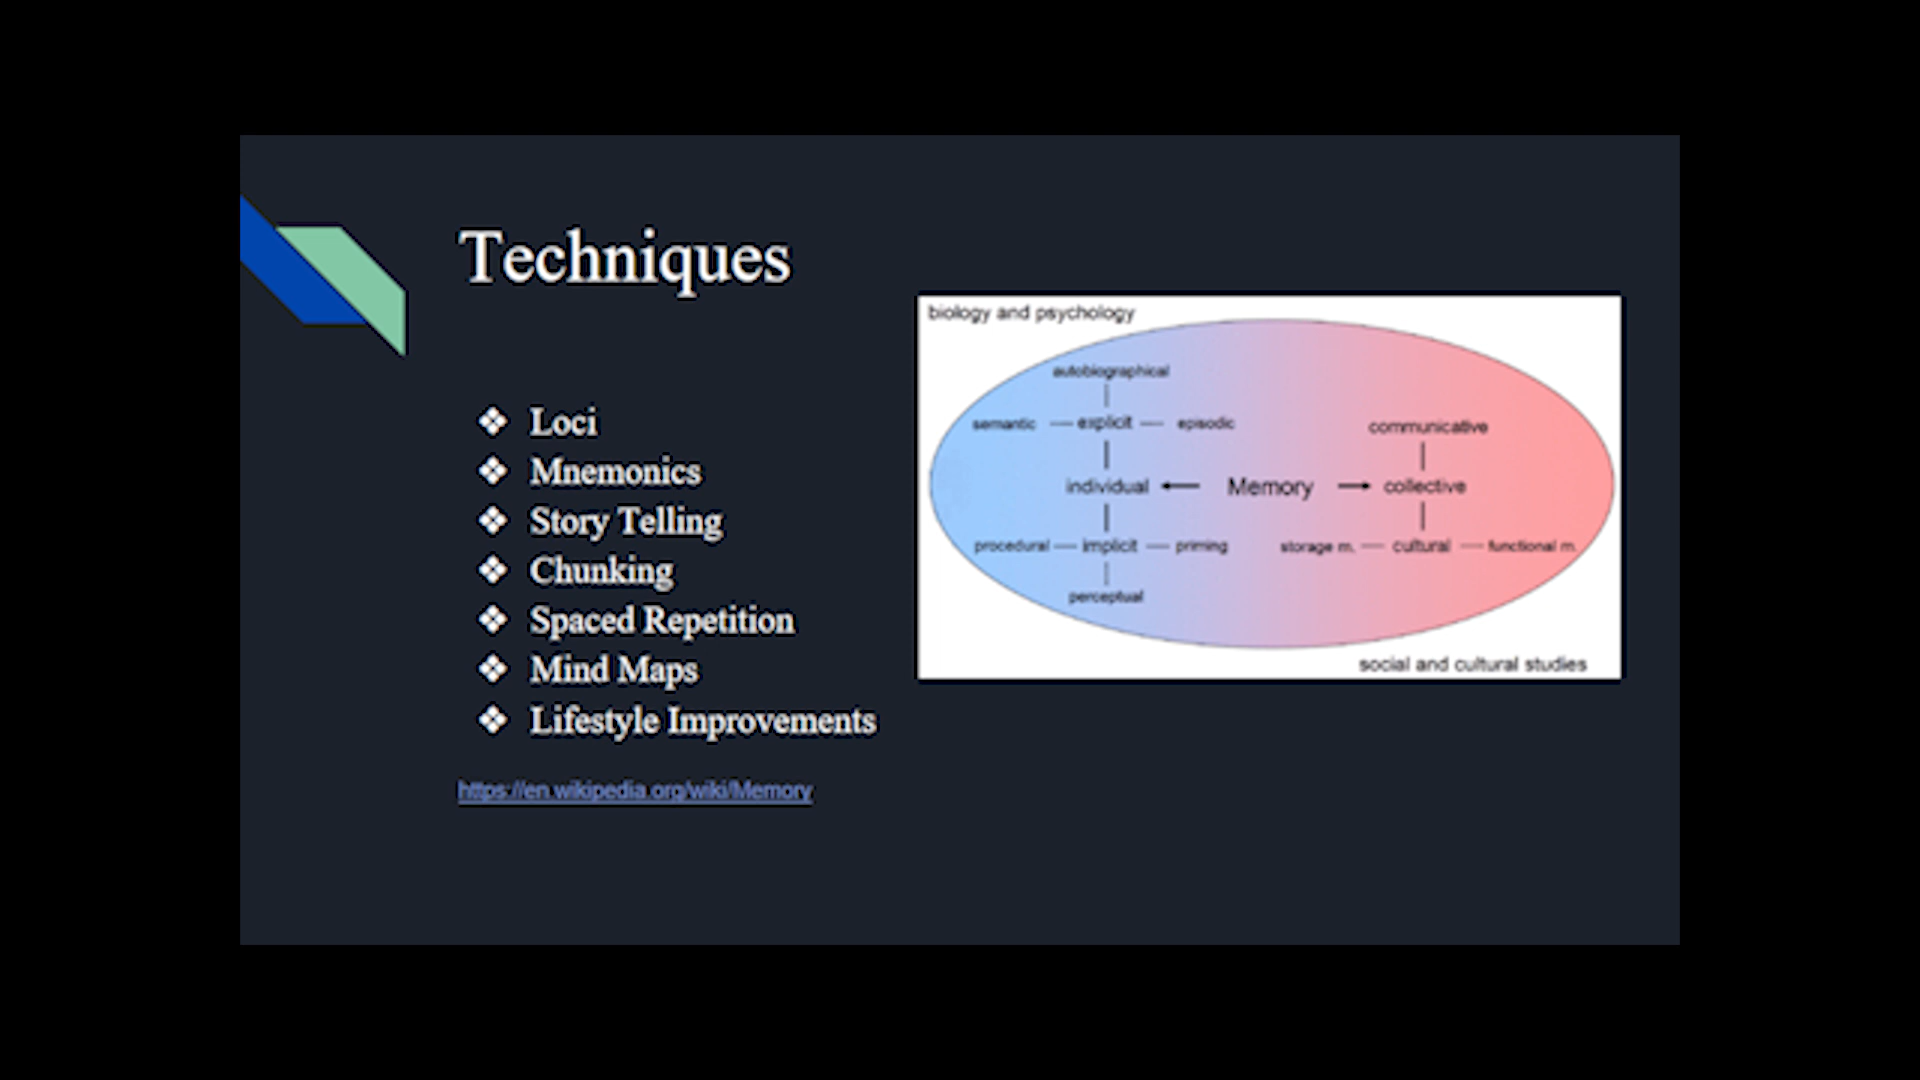 Techniques
Loci
Mnemonics
Story Telling
Chunking
Spaced Repetition
Mind Maps
Lifestyle Improvements
https://en.wikipedia.org/wiki/Memory
biology and psychology
autobiographical
semantic explicit episodic
communicative
individual Memory collective
procedural implicit priming storage m. cultural functional m.
perceptual
social and cultural studies